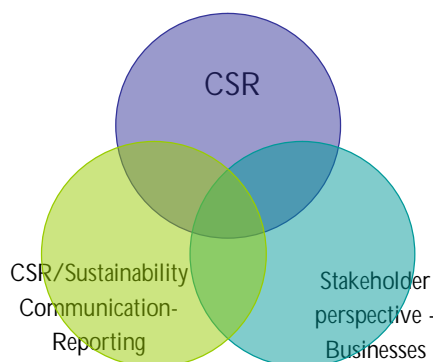 CSR
CSR/Sustainability
Communication-
Reporting
Stakeholder
perspective -
Businesses